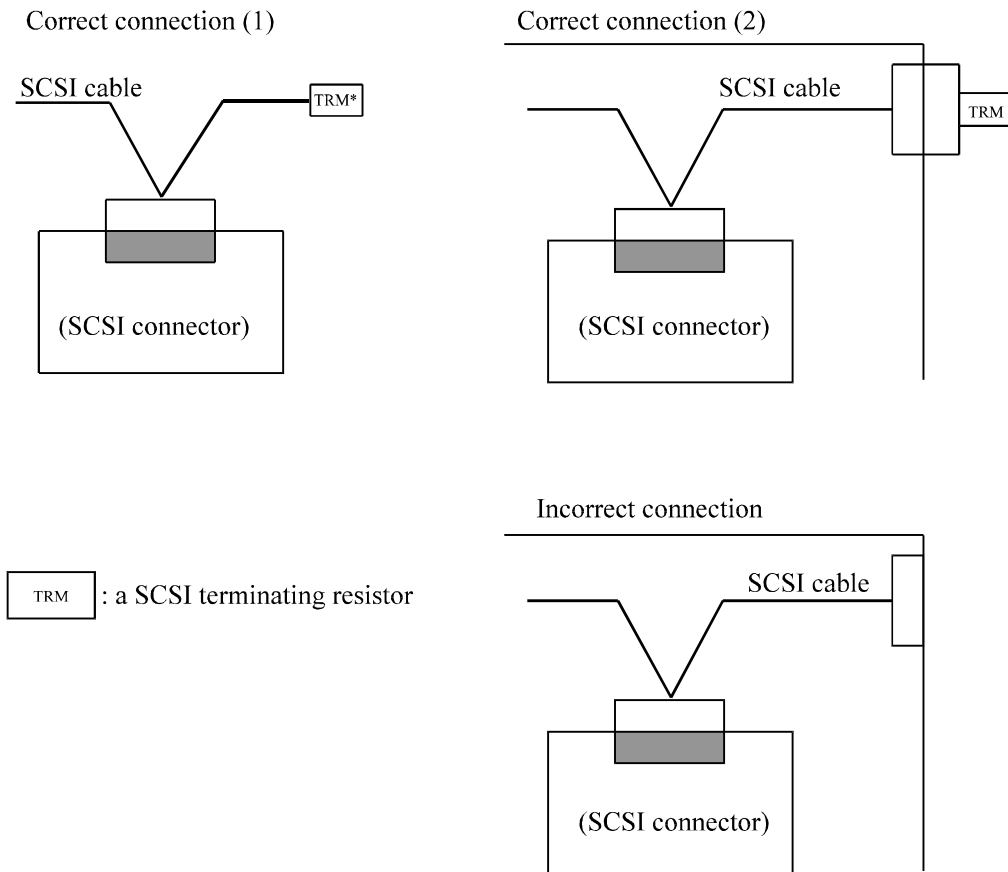 Correct connection (1)
SCSI cable
TRM*
(SCSI connector)
Correct connection (2)
SCSI cable
TRM
(SCSI connector)
TRM : a SCSI terminating resistor
Incorrect connection
SCSI cable
(SCSI connector)